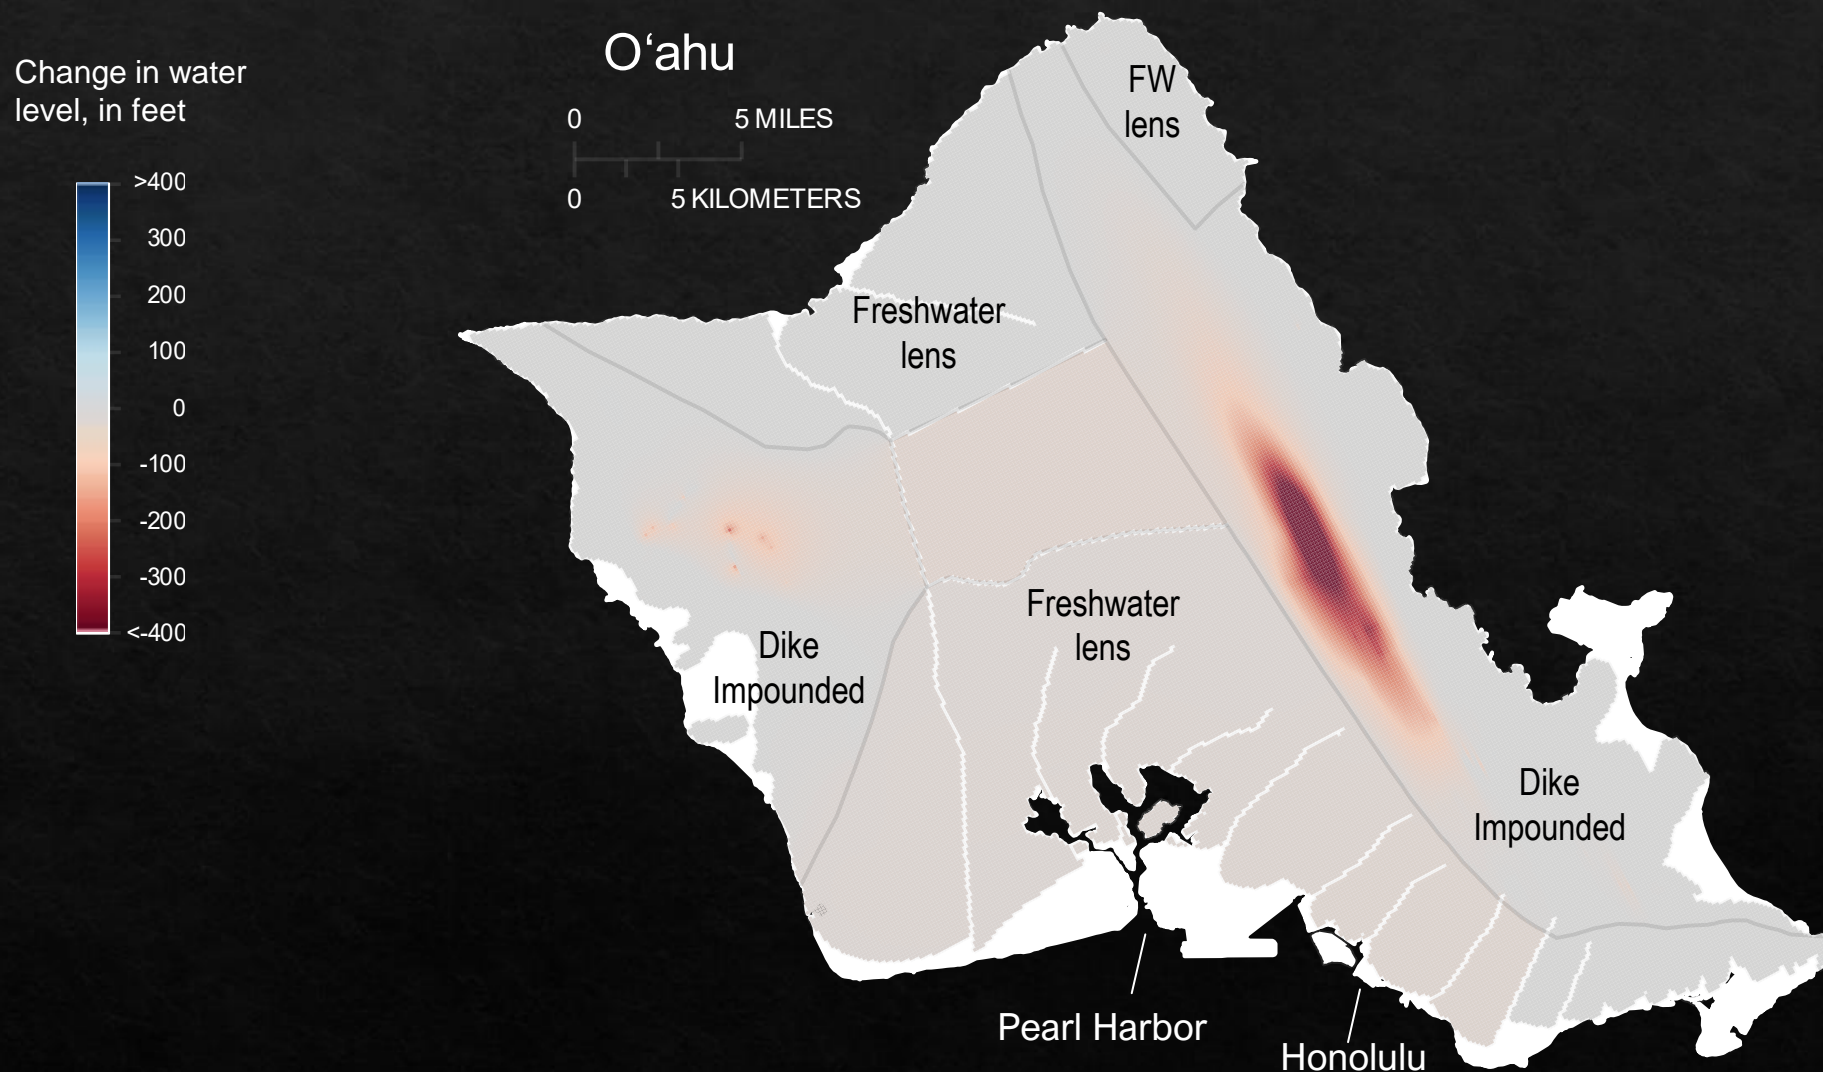 Oʻahu
Change in water
level, in feet
0 5 MILES
0 5 KILOMETERS
>400
300
200
100
0
-100
-200
-300
<-400
FW
lens
Freshwater
lens
Freshwater
lens
Dike
Impounded
Dike
Impounded
Pearl Harbor
Honolulu